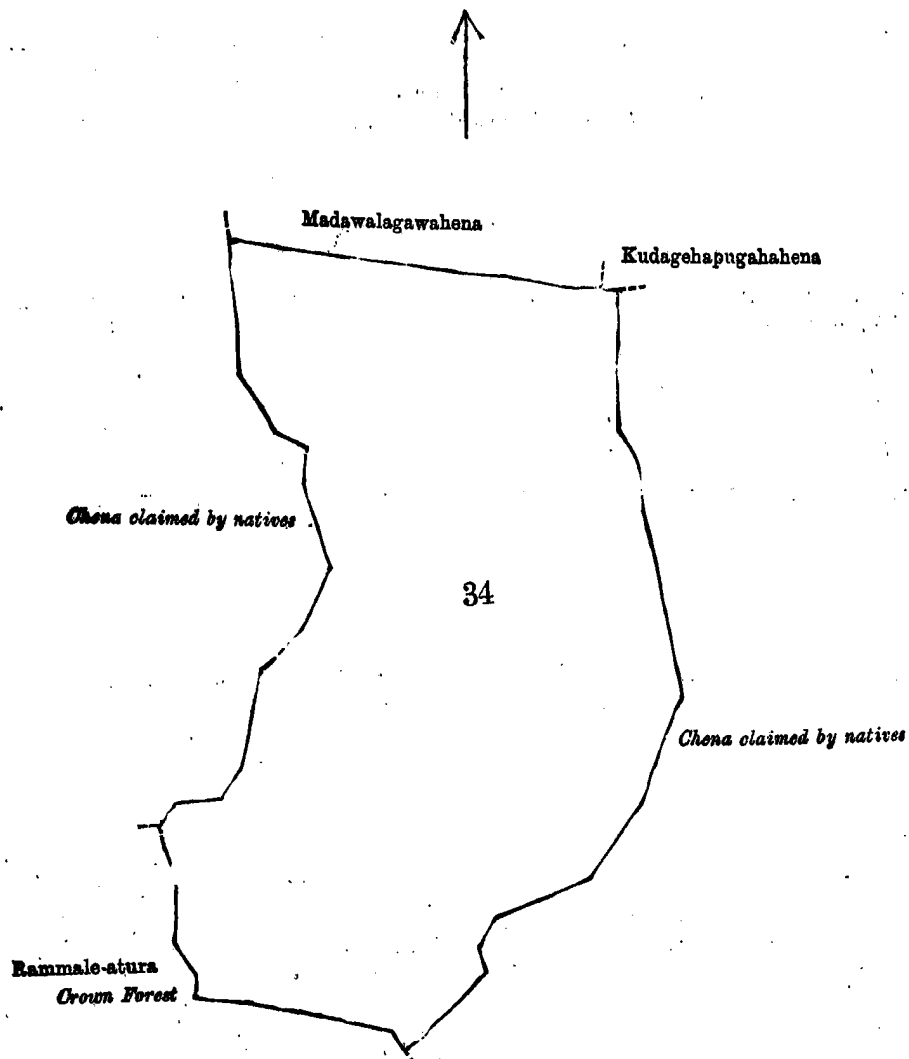 Madawalagawahena
Kudagehapugahahena
Chena claimed by natives
34
Chena claimed by natives
Rammale-atura
Crown Forest